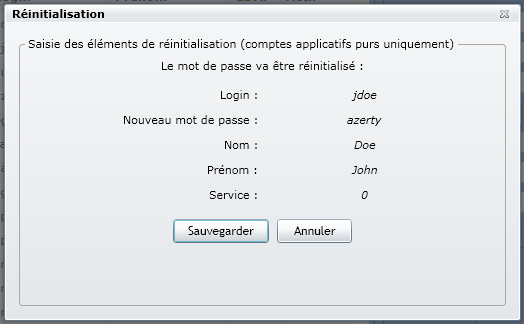 Réinitialisation
Saisie des éléments de réinitialisation (comptes applicatifs purs uniquement)
Le mot de passe va être réinitialisé :
Login : jdoe
Nouveau mot de passe : azerty
Nom : Doe
Prénom : John
Service : 0
Sauvegarder Annuler